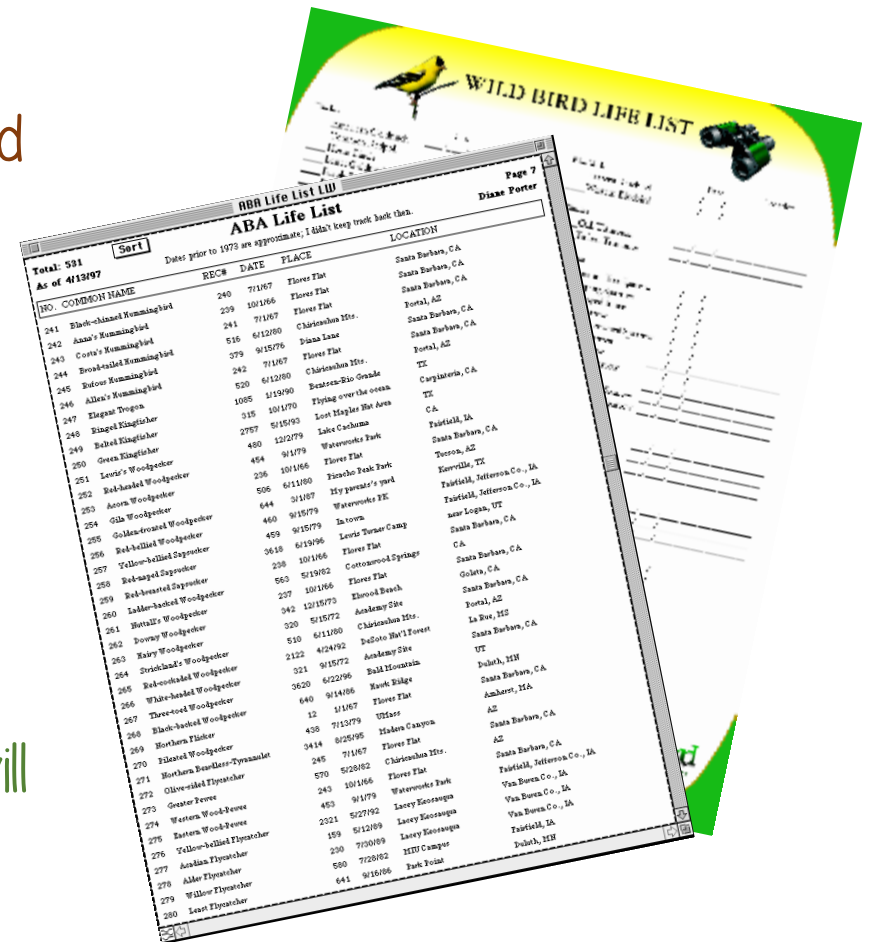 d
ill
WILD BIRD LIFE LIST
ABA Life List LW
Sort
ABA Life List
Page 7
Total: 531
As of 4/13/97
Dates prior to 1973 are approximate; I didn't keep track back then.
Diane Porter
NO. COMMON NAME REC# DATE PLACE LOCATION
241 Black-chinned Hummingbird 240 7/1/67 Flores Flat Santa Barbara, CA
242 Anna's Hummingbird 239 10/1/66 Flores Flat Santa Barbara, CA
243 Costa's Hummingbird 241 7/1/67 Flores Flat Santa Barbara, CA
244 Broad-tailed Hummingbird 516 6/12/80 Chiricahua Mts. Portal, AZ
245 Rufous Hummingbird 379 9/15/76 Diana Lane Santa Barbara, CA
246 Allen's Hummingbird 242 7/1/67 Flores Flat Santa Barbara, CA
247 Elegant Trogon 520 6/12/80 Chiricahua Mts. Portal, AZ
248 Ringed Kingfisher 1085 1/19/90 Bentsen-Rio Grande TX
249 Belted Kingfisher 315 10/1/70 Flying over the ocean Carpinteria, CA
250 Green Kingfisher 2757 5/15/93 Lost Maples Nat Area TX
251 Lewis's Woodpecker 480 12/2/79 Lake Cachuma CA
252 Red-headed Woodpecker 454 9/1/79 Waterworks Park Fairfield, IA
253 Acorn Woodpecker 236 10/1/66 Flores Flat Santa Barbara, CA
254 Gila Woodpecker 506 6/11/80 Picacho Peak Park Tocson, AZ
255 Golden-fronted Woodpecker 644 3/1/87 My parents's yard Kerrville, TX
256 Red-bellied Woodpecker 460 9/15/79 Waterworks PK Fairfield, Jefferson Co., IA
257 Yellow-bellied Sapsucker 459 9/15/79 In town Fairfield, Jefferson Co., IA
258 Red-naped Sapsucker 3618 6/19/96 Lewis Turner Camp near Logan, UT
259 Red-breasted Sapsucker 238 10/1/66 Flores Flat Santa Barbara, CA
260 Ladder-backed Woodpecker 563 5/19/82 Cottonwood Springs CA
261 Nuttall's Woodpecker 237 10/1/66 Flores Flat Santa Barbara, CA
262 Downy Woodpecker 342 12/15/73 Elwood Beach Goleta, CA
263 Hairy Woodpecker 320 5/15/72 Academy Site Santa Barbara, CA
264 Strickland's Woodpecker 510 6/11/80 Chiricahua Mts. Portal, AZ
265 Red-cockaded Woodpecker 2122 4/24/92 DeSoto Nat'l Forest La Rue, MS
266 White-headed Woodpecker 321 9/15/72 Academy Site Santa Barbara, CA
267 Three-toed Woodpecker 3620 6/22/96 Bald Mountain UT
268 Black-backed Woodpecker 640 9/14/86 Hawk Ridge Duluth, MN
269 Northern Flicker 12 1/1/67 Flores Flat Santa Barbara, CA
270 Pileated Woodpecker 438 7/13/79 UMass Amherst, MA
271 Northern Beardless-Tyrannulet 3414 8/25/95 Madera Canyon AZ
272 Olive-sided Flycatcher 245 7/1/67 Flores Flat Santa Barbara, CA
273 Greater Pewee 570 5/28/82 Chiricahua Mts. AZ
274 Western Wood-Pewee 243 10/1/66 Flores Flat Santa Barbara, CA
275 Eastern Wood-Pewee 453 9/1/79 Waterworks Park Fairfield, Jefferson Co., IA
276 Yellow-bellied Flycatcher 2321 5/27/92 Lacey Keosauqua Van Buren Co., IA
277 Acadian Flycatcher 159 5/12/89 Lacey Keosauqua Van Buren Co., IA
278 Alder Flycatcher 230 7/30/89 Lacey Keosauqua Van Buren Co., IA
279 Willow Flycatcher 580 7/28/82 MIU Campus Fairfield, IA
280 Least Flycatcher 641 9/16/86 Park Point Duluth, MN